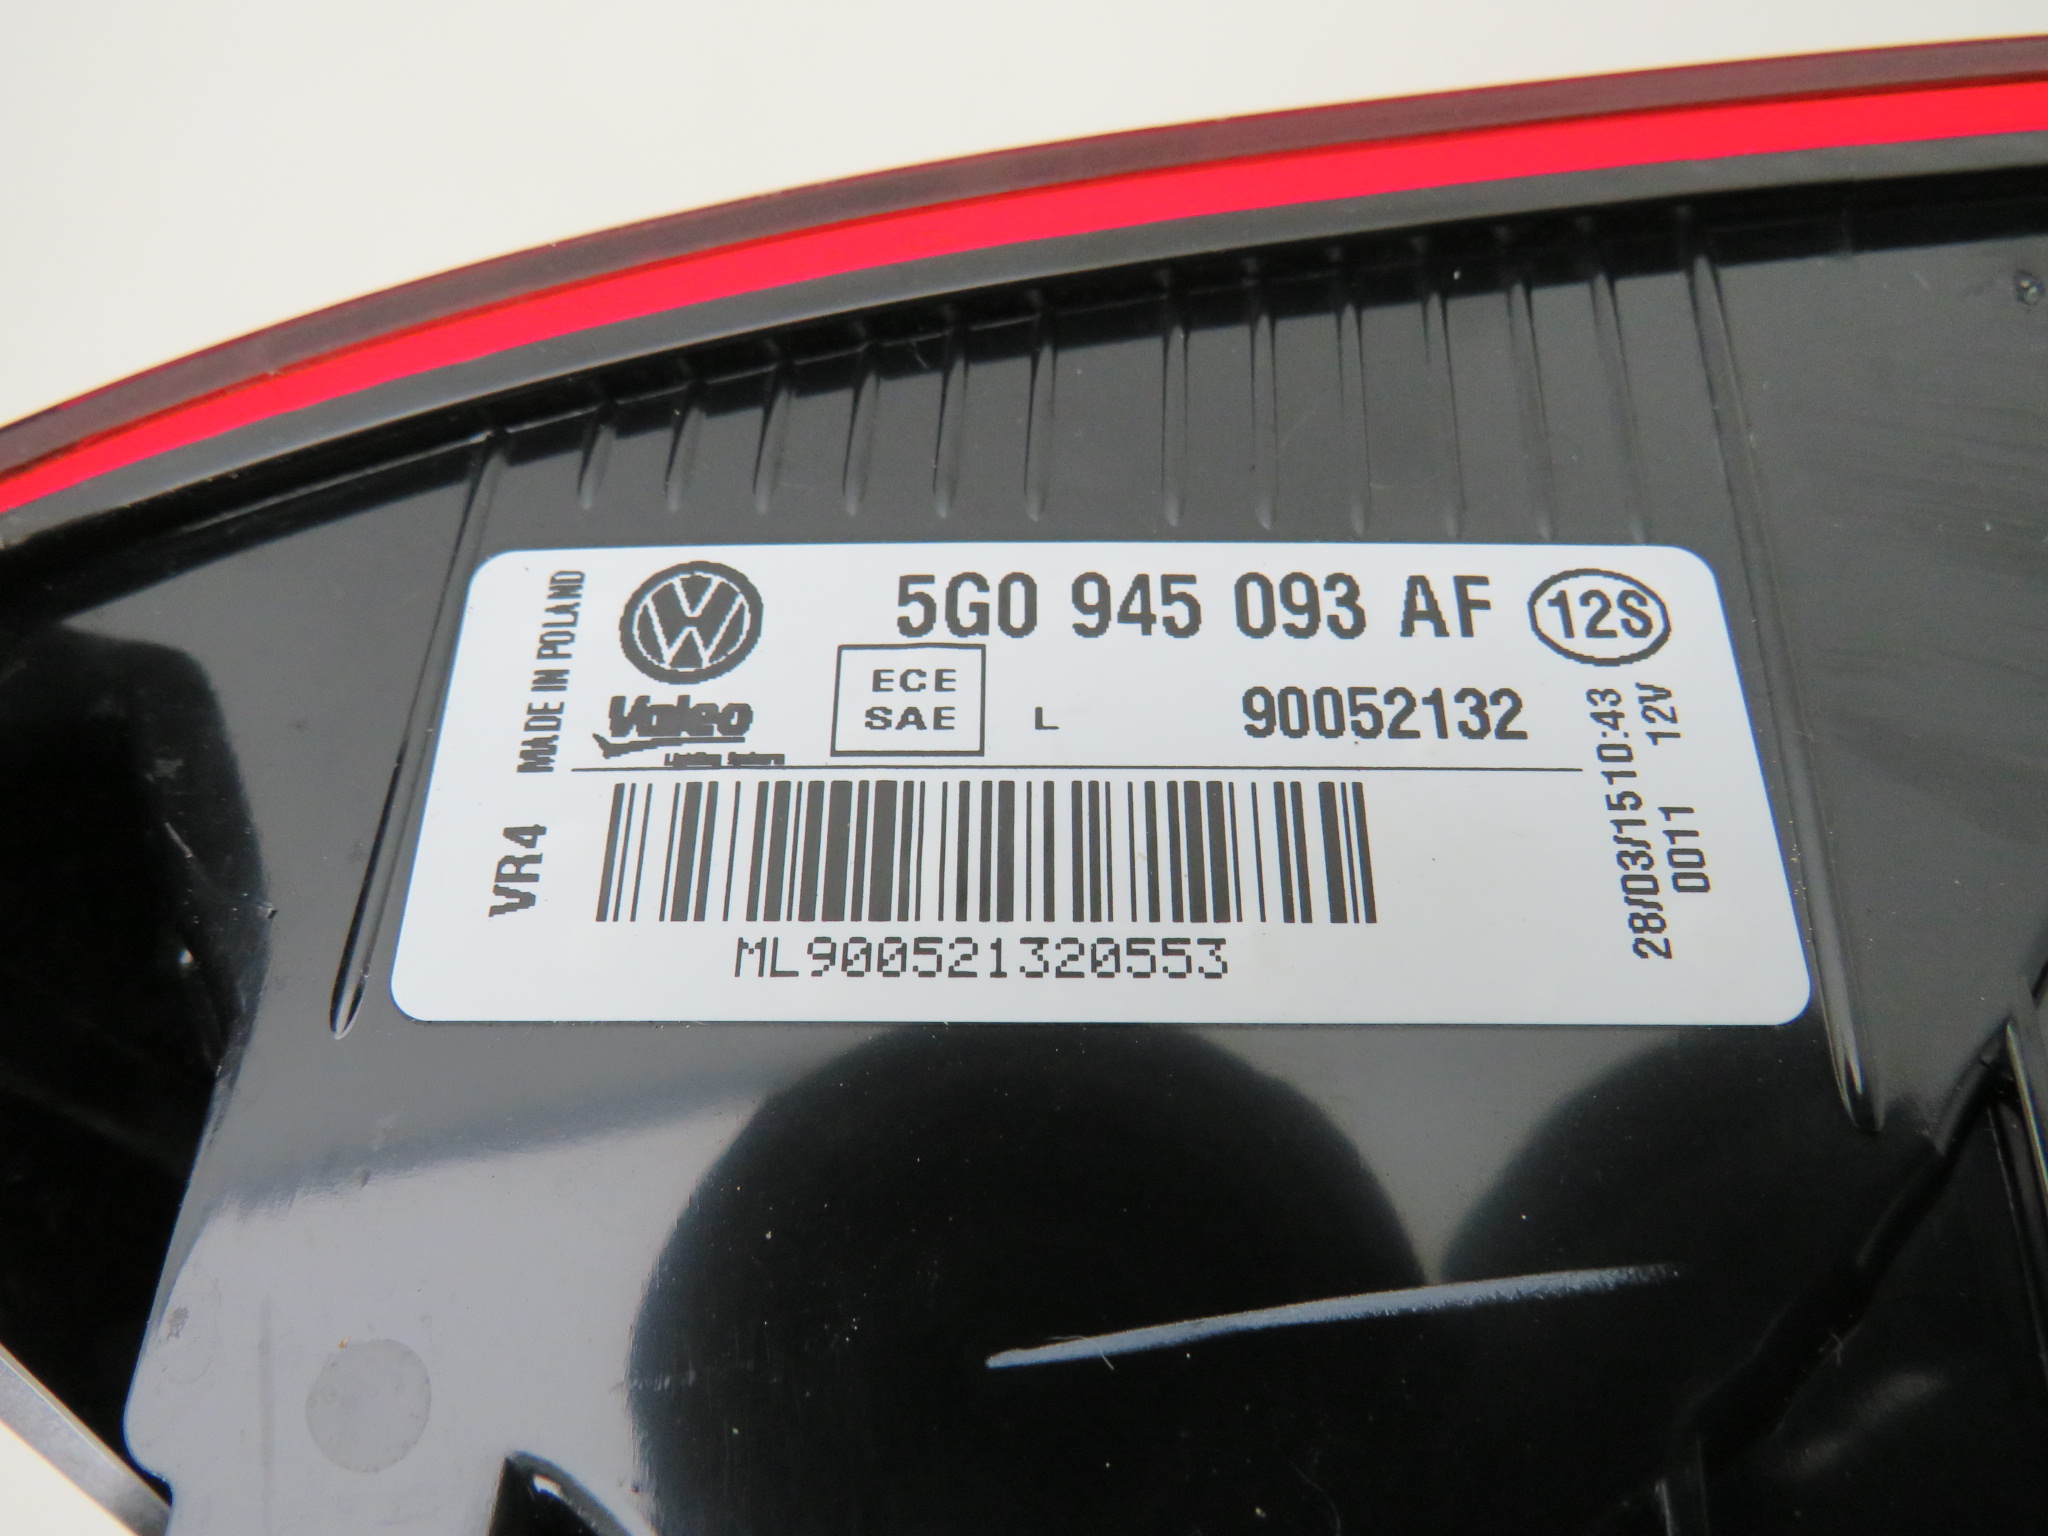 MADE IN POLAND
5G0 945 093 AF 12S
Valeo
ECE
SAE
L 90052132
28/03/15 10:43
0011 12V
VR4
ML900521320553